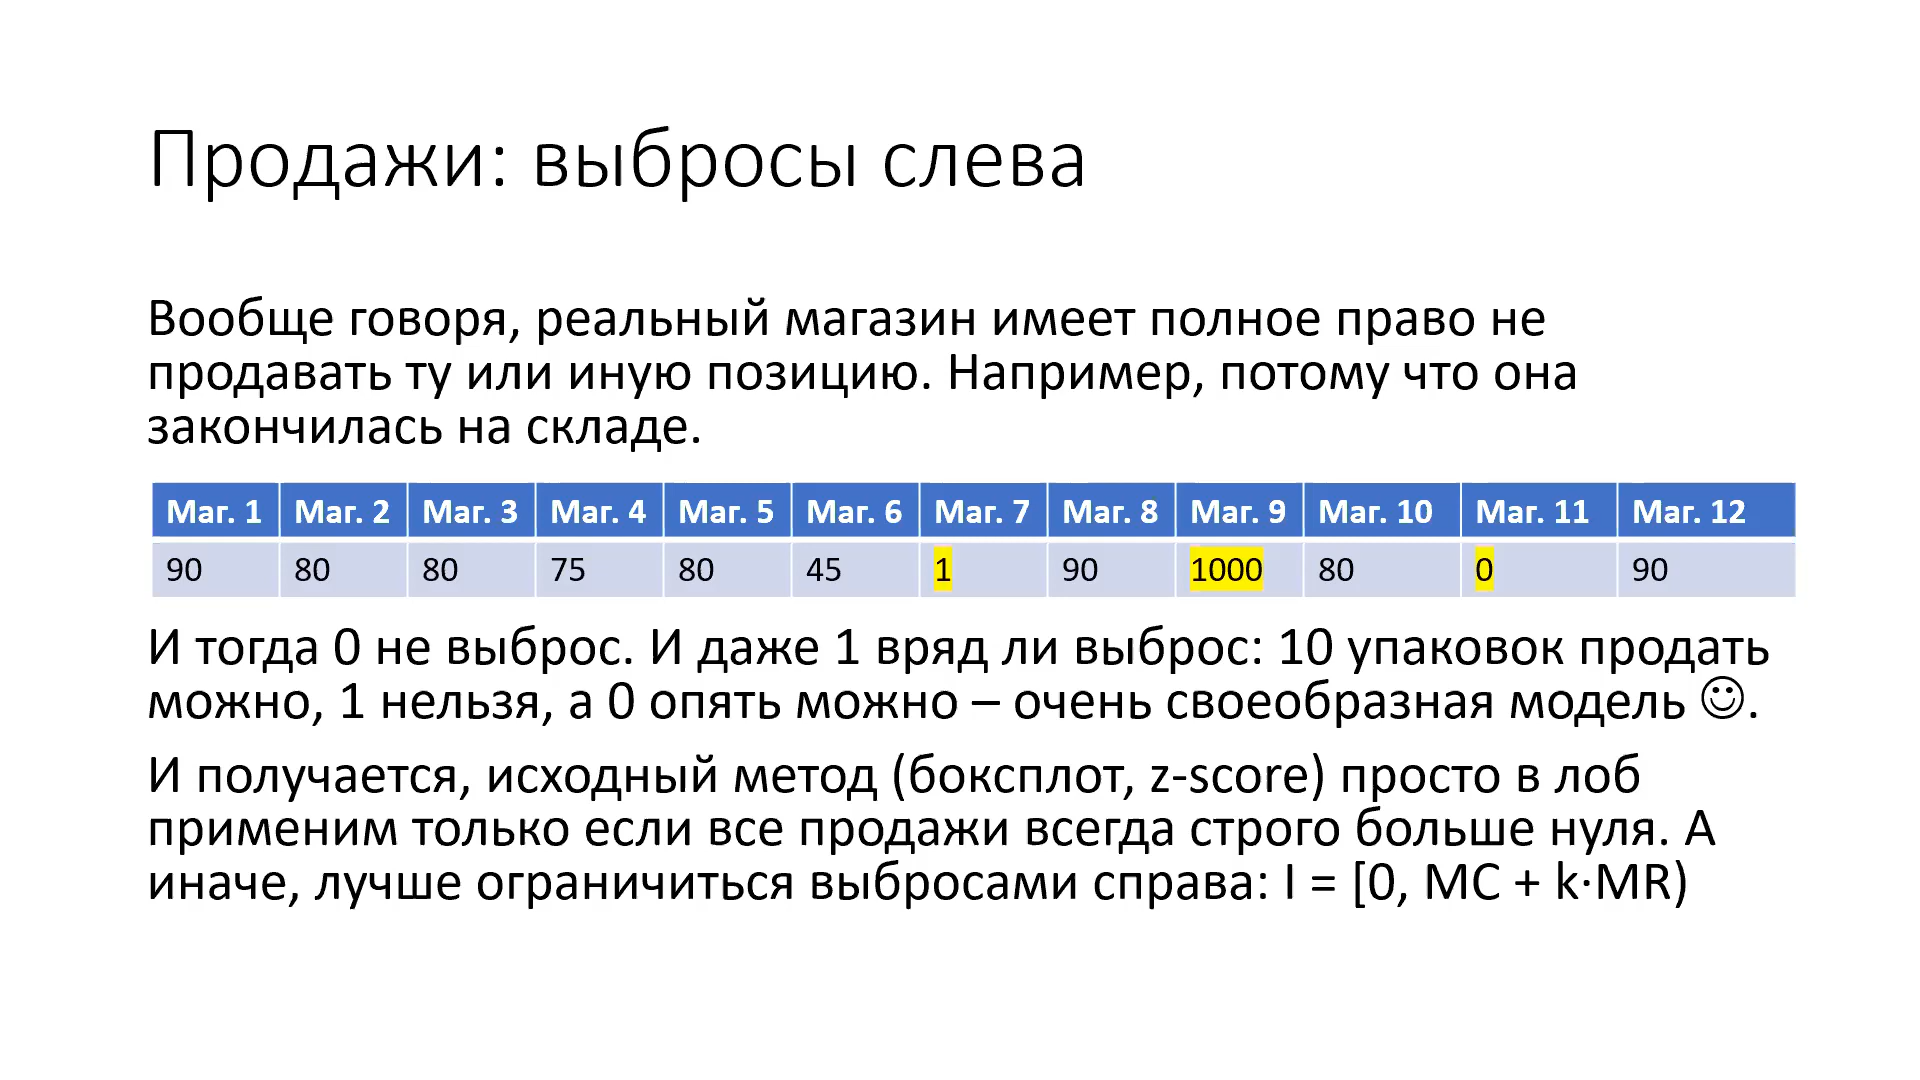 Продажи: выбросы слева
Вообще говоря, реальный магазин имеет полное право не
продавать ту или иную позицию. Например, потому что она
закончилась на складе.
Маг. 1 Маг. 2 Маг. 3 Маг. 4 Маг. 5 Маг. 6 Маг. 7 Маг. 8 Маг. 9 Маг. 10 Маг. 11 Маг. 12
90 80 80 75 80 45 1 90 1000 80 0 90
И тогда 0 не выброс. И даже 1 вряд ли выброс: 10 упаковок продать
можно, 1 нельзя, а 0 опять можно – очень своеобразная модель ☺.
И получается, исходный метод (боксплот, z-score) просто в лоб
применим только если все продажи всегда строго больше нуля. А
иначе, лучше ограничиться выбросами справа: I = [0, MC + k·MR)